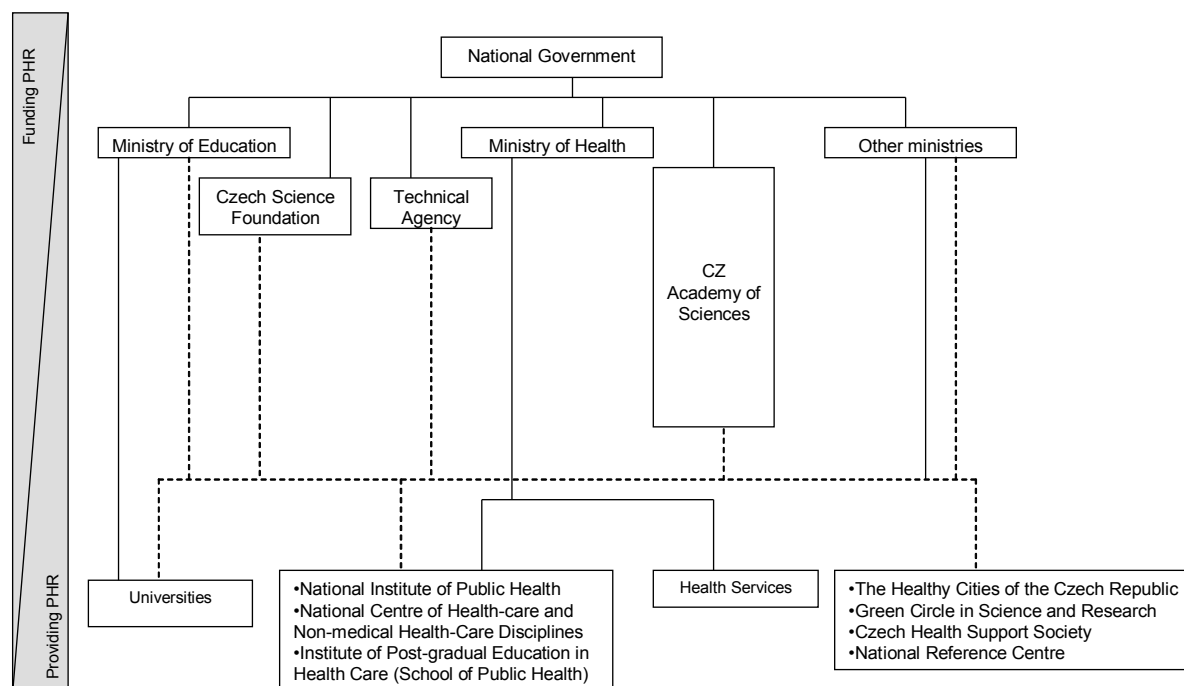 Funding PHR
National Government
Ministry of Education
Ministry of Health
Other ministries
Czech Science
Foundation
Technical
Agency
CZ
Academy of
Sciences
Providing PHR
Universities
•National Institute of Public Health
•National Centre of Health-care and
Non-medical Health-Care Disciplines
•Institute of Post-gradual Education in
Health Care (School of Public Health)
Health Services
•The Healthy Cities of the Czech Republic
•Green Circle in Science and Research
•Czech Health Support Society
•National Reference Centre